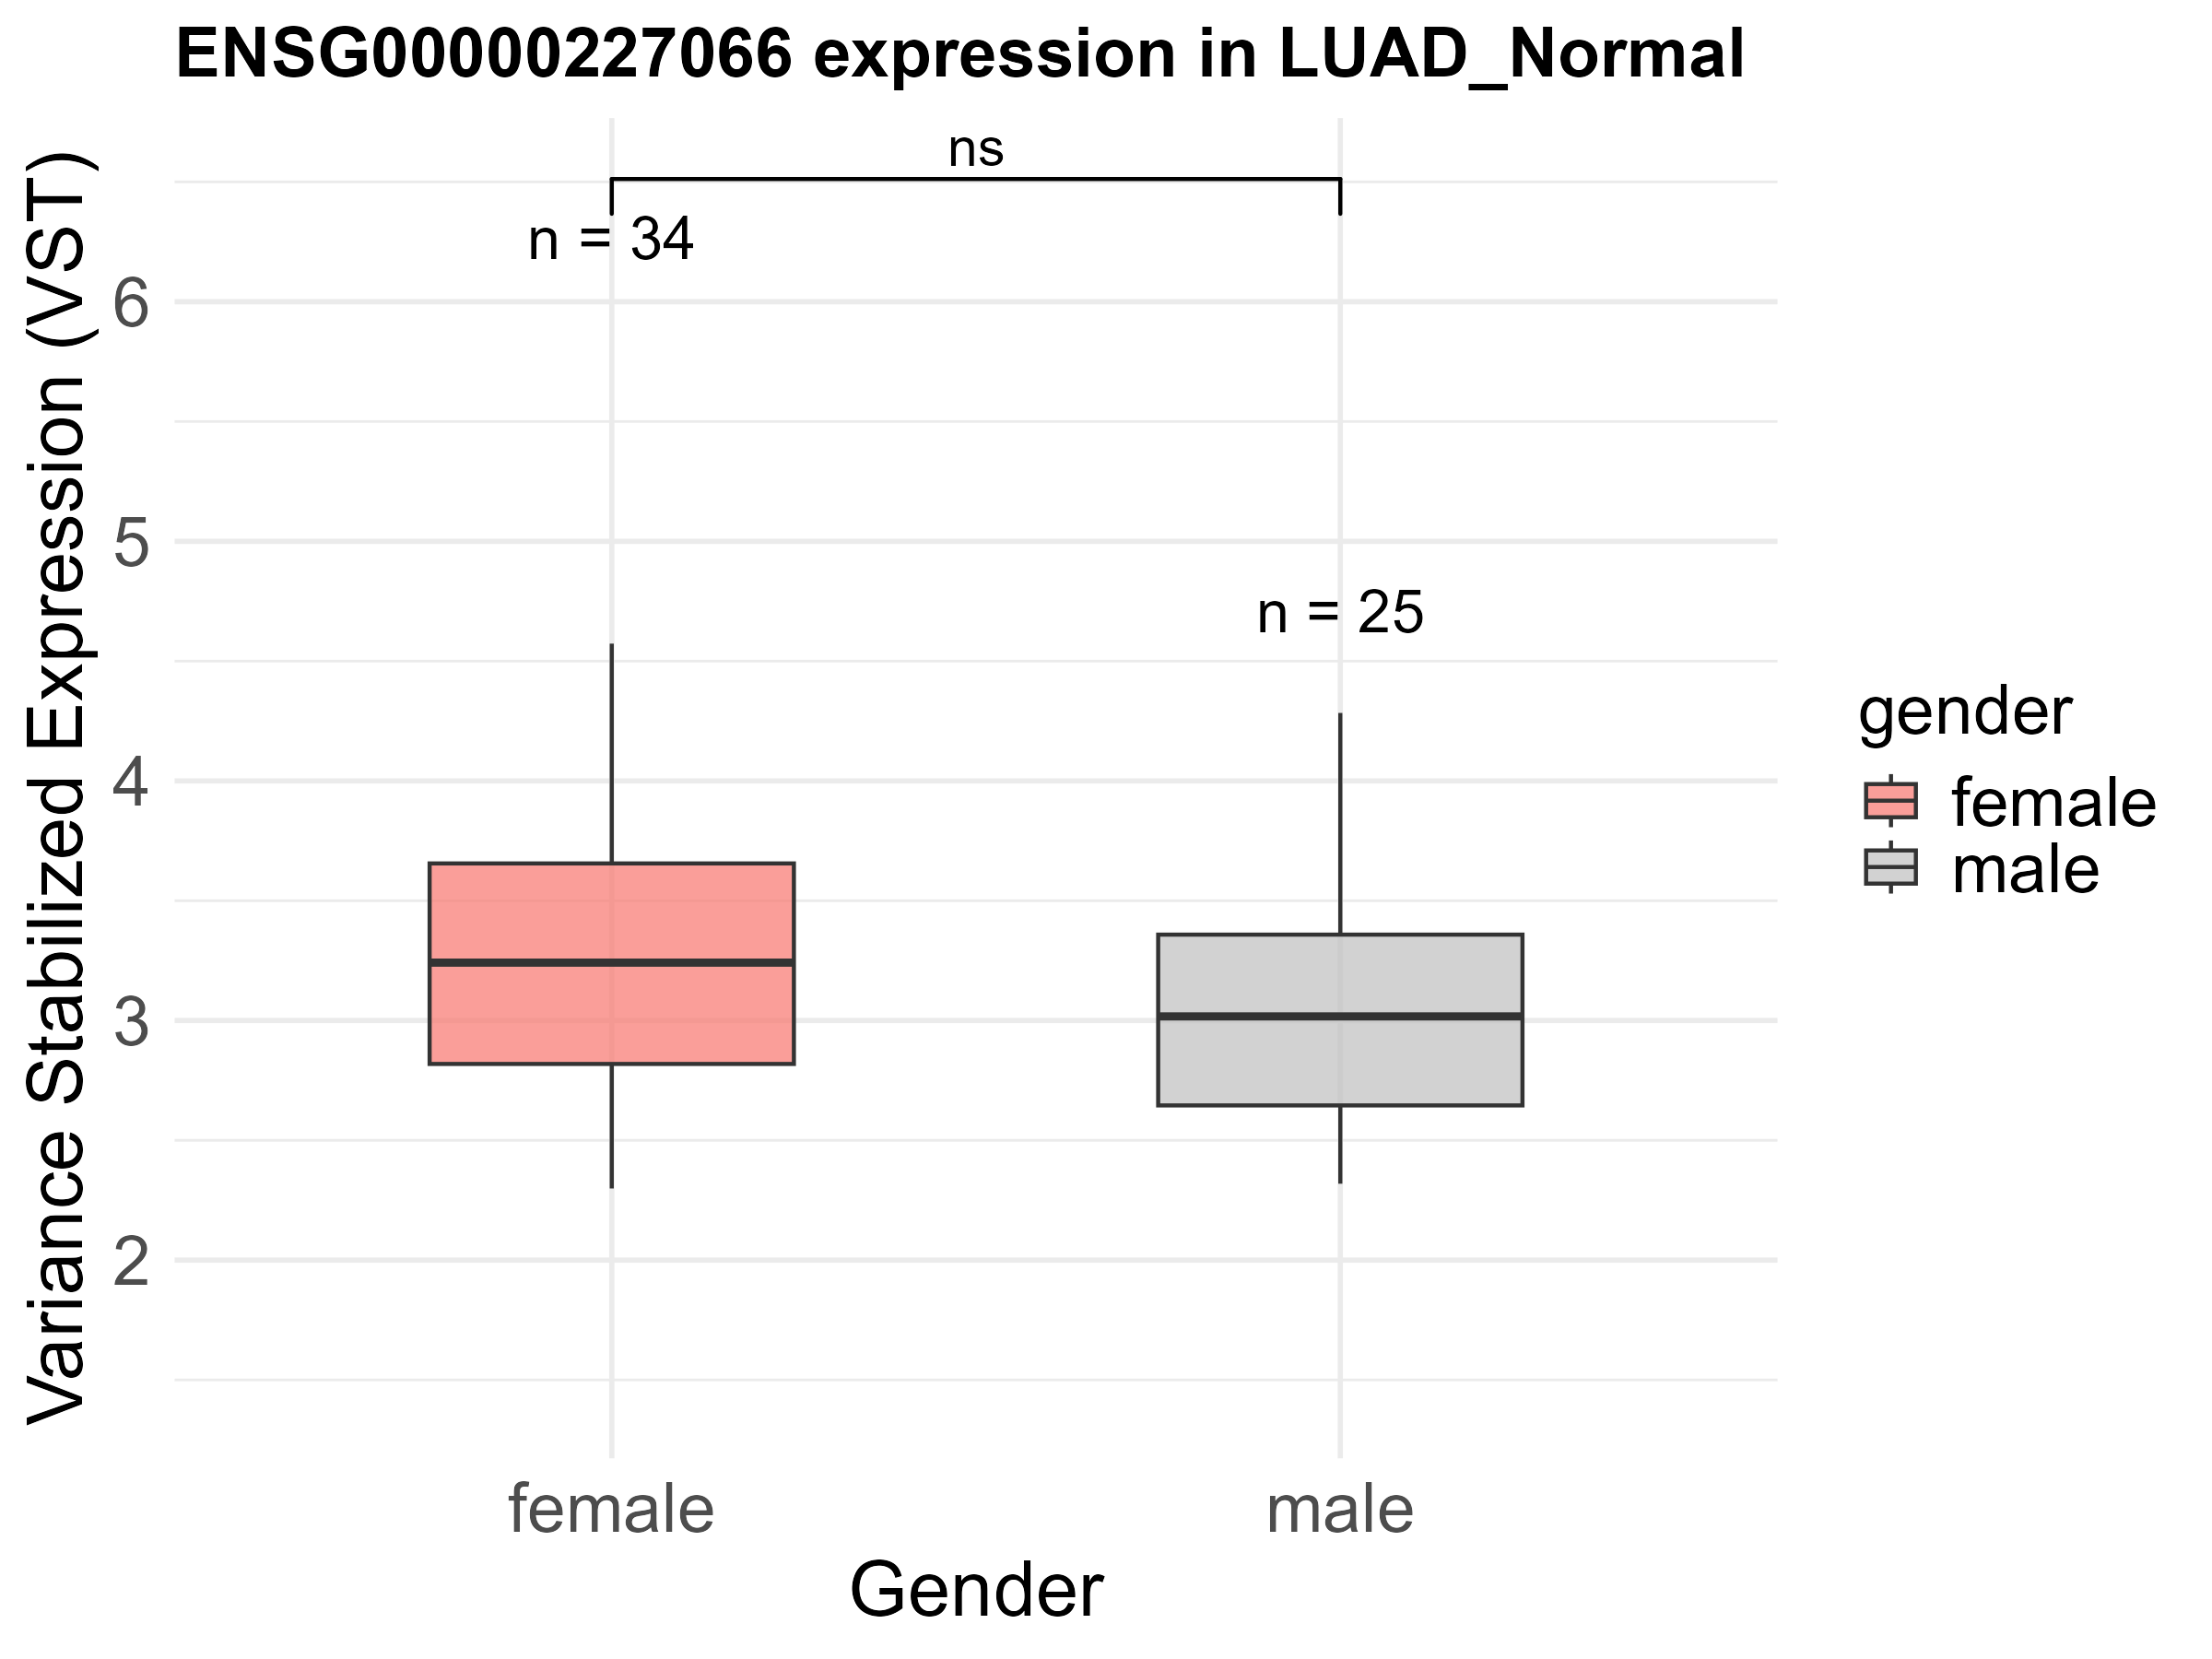 ENSG00000227066 expression in LUAD_Normal
ns
n = 34
n = 25
Variance Stabilized Expression (VST)
6
5
4
3
2
female
male
Gender
gender
female
male